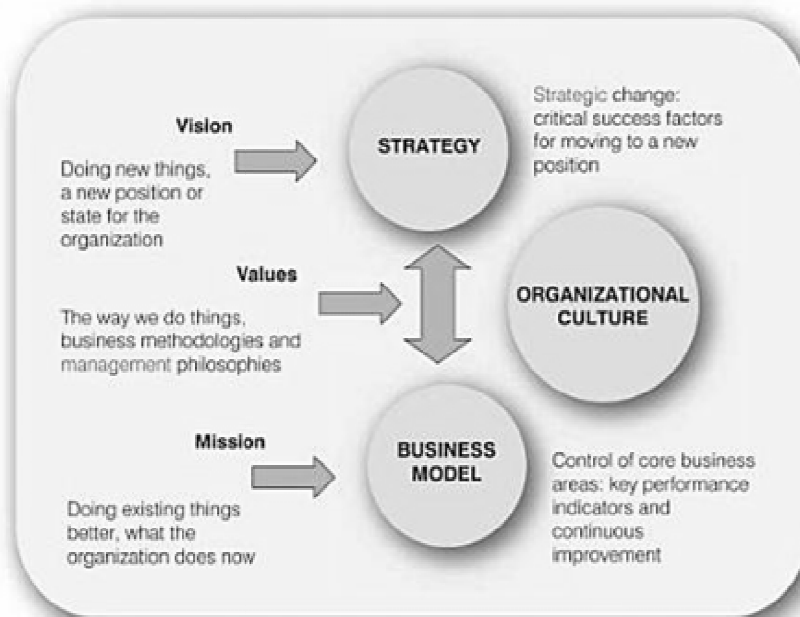 Vision
Doing new things,
a new position or
state for the
organization
STRATEGY
Strategic change:
critical success factors
for moving to a new
position
Values
The way we do things,
business methodologies and
management philosophies
ORGANIZATIONAL
CULTURE
Mission
Doing existing things
better, what the
organization does now
BUSINESS
MODEL
Control of core business
areas: key performance
indicators and
continuous
improvement